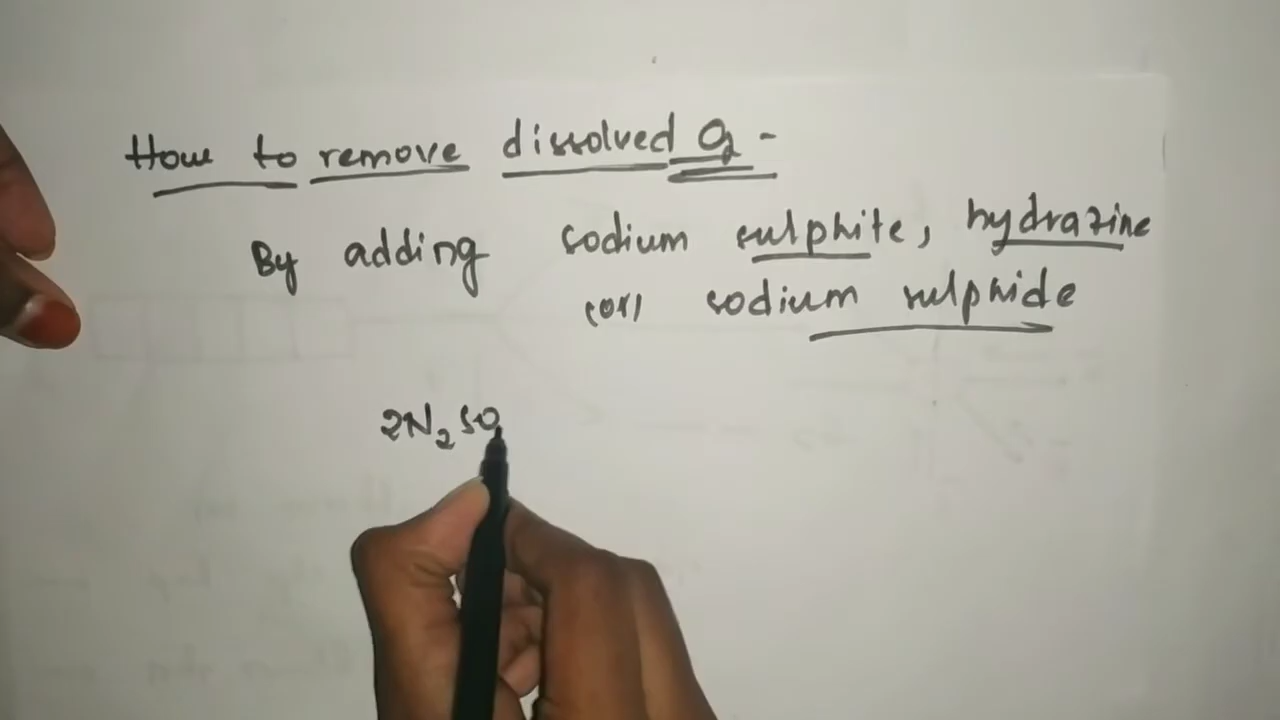 How to remove dissolved O2 -
By adding sodium sulphite, hydrazine
(or) sodium sulphide
2N2SO